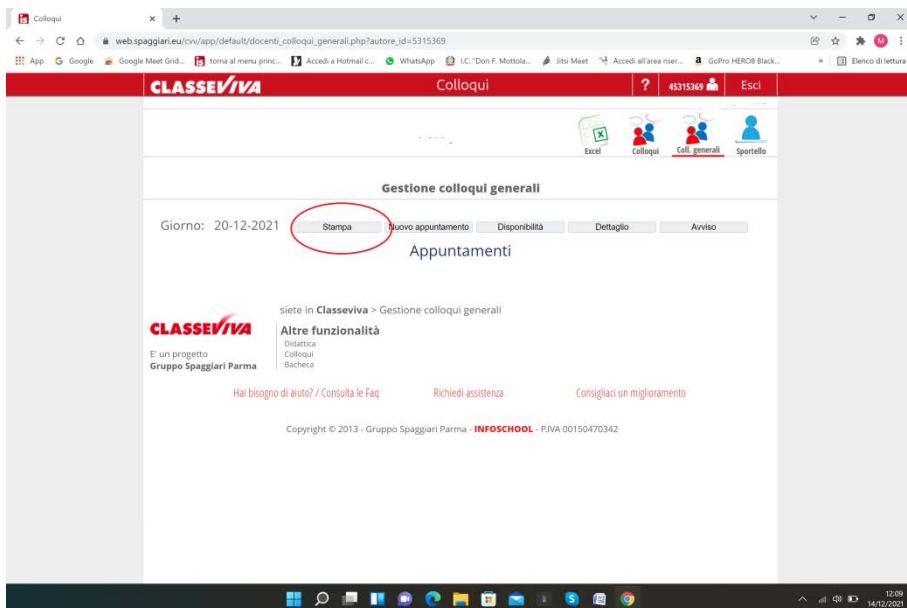 Colloqui
web.spaggiari.eu/cvv/app/default/docenti_colloqui_generali.php?autore_id=5315369
App Google Google Meet Grid... torna al menu princ... Accedi a Hotmail c... WhatsApp I.C. "Don F. Mottola... Jitsi Meet Accedi all'area riser... GoPro HERO8 Black... » Elenco di lettura
CLASSEVIVA Colloqui ? 45315369 Esci
Excel Colloqui Coll. generali Sportello
Gestione colloqui generali
Giorno: 20-12-2021 Stampa Nuovo appuntamento Disponibilità Dettaglio Avviso
Appuntamenti
siete in Classeviva > Gestione colloqui generali
CLASSEVIVA
E' un progetto
Gruppo Spaggiari Parma
Altre funzionalità
Didattica
Colloqui
Bacheca
Hai bisogno di aiuto? / Consulta le Faq Richiedi assistenza Consigliaci un miglioramento
Copyright © 2013 - Gruppo Spaggiari Parma - INFOSCHOOL - P.IVA 00150470342
12:09
14/12/2021